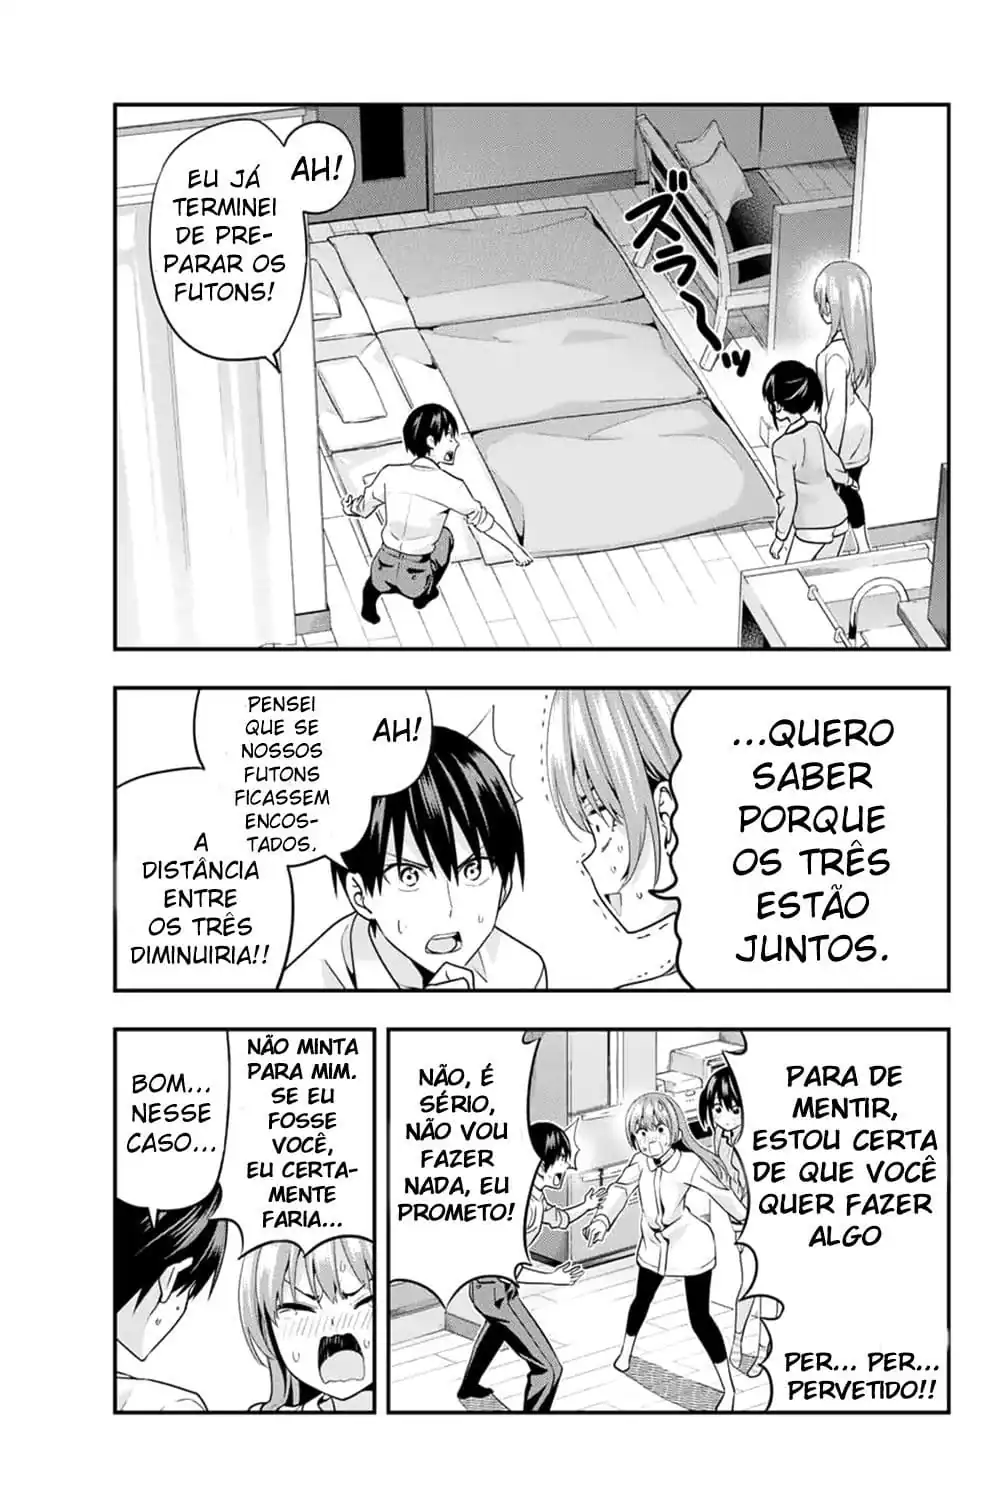 AH!
EU JÁ
TERMINEI
DE PRE-
PARAR OS
FUTONS!
ズラ〜ッ
...QUERO
SABER
PORQUE
OS TRÊS
ESTÃO
JUNTOS.
AH!
PENSEI
QUE SE
NOSSOS
FUTONS
FICASSEM
ENCOS-
TADOS,
A
DISTÂNCIA
ENTRE
OS TRÊS
DIMINUIRIA!!
PARA DE
MENTIR,
ESTOU CERTA
DE QUE VOCÊ
QUER FAZER
ALGO
PER... PER...
PERVETIDO!!
NÃO, É
SÉRIO,
NÃO VOU
FAZER
NADA, EU
PROMETO!
NÃO MINTA
PARA MIM.
SE EU
FOSSE
VOCÊ,
EU CERTA-
MENTE
FARIA...
BOM...
NESSE
CASO...